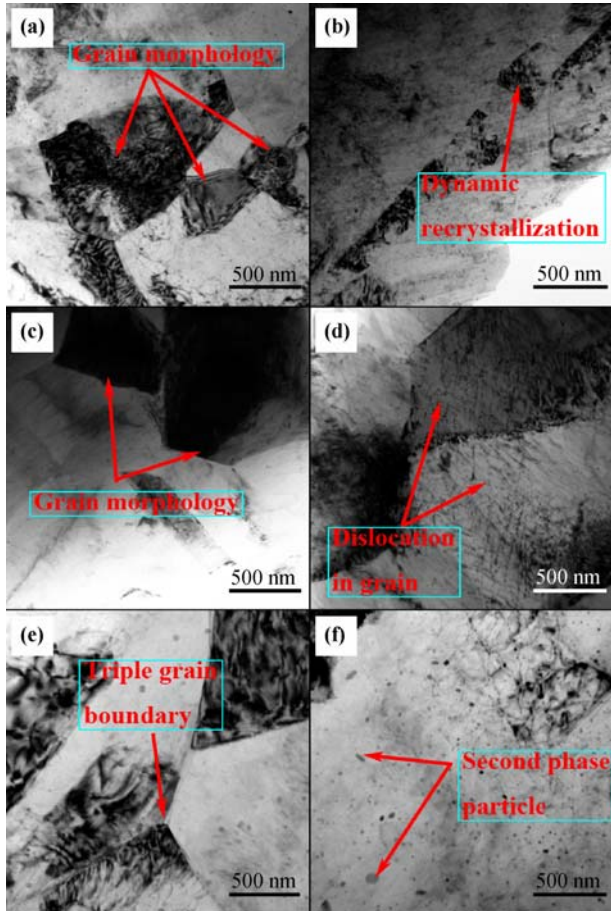 (a)
Grain morphology
500 nm
(b)
Dynamic
recrystallization
500 nm
(c)
Grain morphology
500 nm
(d)
Dislocation
in grain
500 nm
(e)
Triple grain
boundary
500 nm
(f)
Second phase
particle
500 nm